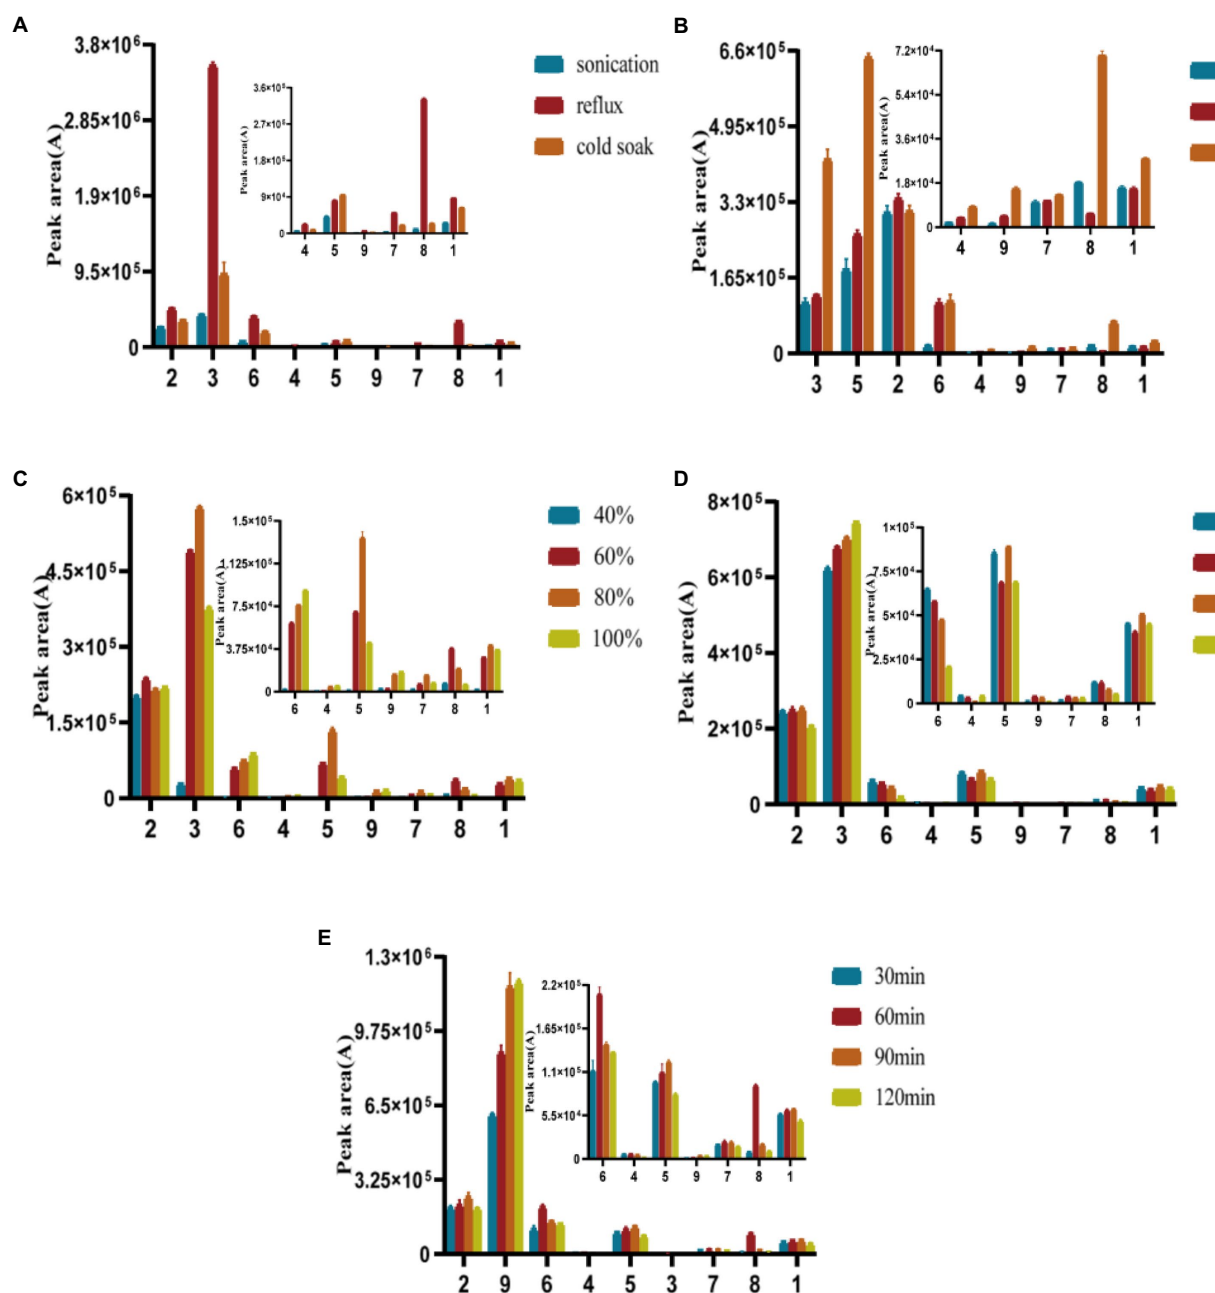 A
3.8×10⁶
2.85×10⁶
1.9×10⁶
9.5×10⁵
0
Peak area(A)
2 3 6 4 5 9 7 8 1
3.6×10⁵
2.7×10⁵
1.8×10⁵
9×10⁴
0
Peak area(A)
4 5 9 7 8 1
sonication
reflux
cold soak
B
6.6×10⁵
4.95×10⁵
3.3×10⁵
1.65×10⁵
0
Peak area(A)
3 5 2 6 4 9 7 8 1
7.2×10⁴
5.4×10⁴
3.6×10⁴
1.8×10⁴
0
Peak area(A)
4 9 7 8 1
C
6×10⁵
4.5×10⁵
3×10⁵
1.5×10⁵
0
Peak area(A)
2 3 6 4 5 9 7 8 1
1.5×10⁵
1.125×10⁵
7.5×10⁴
3.75×10⁴
0
Peak area(A)
6 4 5 9 7 8 1
40%
60%
80%
100%
D
8×10⁵
6×10⁵
4×10⁵
2×10⁵
0
Peak area(A)
2 3 6 4 5 9 7 8 1
1×10⁵
7.5×10⁴
5×10⁴
2.5×10⁴
0
Peak area(A)
6 4 5 9 7 8 1
E
1.3×10⁶
9.75×10⁵
6.5×10⁵
3.25×10⁵
0
Peak area(A)
2 9 6 4 5 3 7 8 1
2.2×10⁵
1.65×10⁵
1.1×10⁵
5.5×10⁴
0
Peak area(A)
6 4 5 9 7 8 1
30min
60min
90min
120min